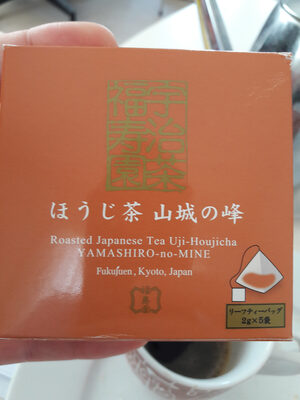 宇治茶
福寿園
ほうじ茶 山城の峰
Roasted Japanese Tea Uji-Houjicha
YAMASHIRO-no-MINE
Fukujuen, Kyoto, Japan
リーフティーバッグ
2g×5袋